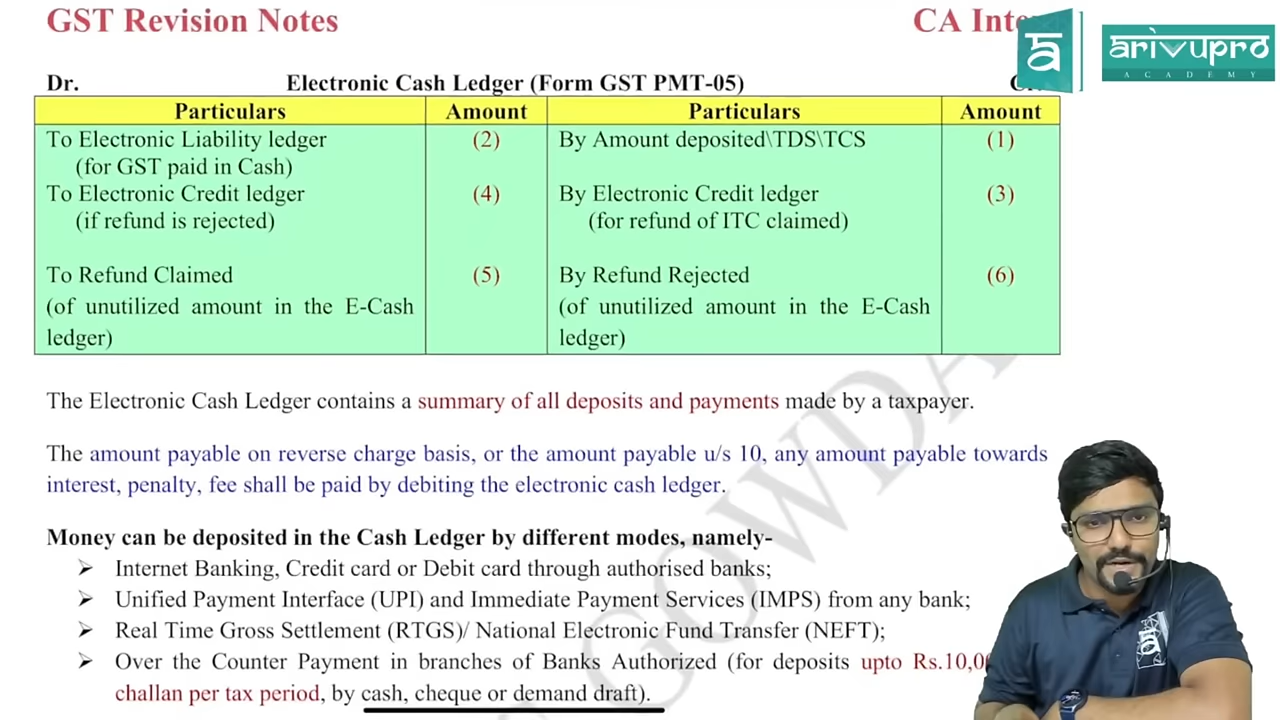 GST Revision Notes
CA Inte
ā
ārivupro
ACADEMY
Dr. Electronic Cash Ledger (Form GST PMT-05)
Particulars Amount Particulars Amount
To Electronic Liability ledger (2) By Amount deposited\TDS\TCS (1)
(for GST paid in Cash)
To Electronic Credit ledger (4) By Electronic Credit ledger (3)
(if refund is rejected) (for refund of ITC claimed)
To Refund Claimed (5) By Refund Rejected (6)
(of unutilized amount in the E-Cash (of unutilized amount in the E-Cash
ledger) ledger)
The Electronic Cash Ledger contains a summary of all deposits and payments made by a taxpayer.
The amount payable on reverse charge basis, or the amount payable u/s 10, any amount payable towards
interest, penalty, fee shall be paid by debiting the electronic cash ledger.
Money can be deposited in the Cash Ledger by different modes, namely-
➢ Internet Banking, Credit card or Debit card through authorised banks;
➢ Unified Payment Interface (UPI) and Immediate Payment Services (IMPS) from any bank;
➢ Real Time Gross Settlement (RTGS)/ National Electronic Fund Transfer (NEFT);
➢ Over the Counter Payment in branches of Banks Authorized (for deposits upto Rs.10,0
challan per tax period, by cash, cheque or demand draft).
GOWDA